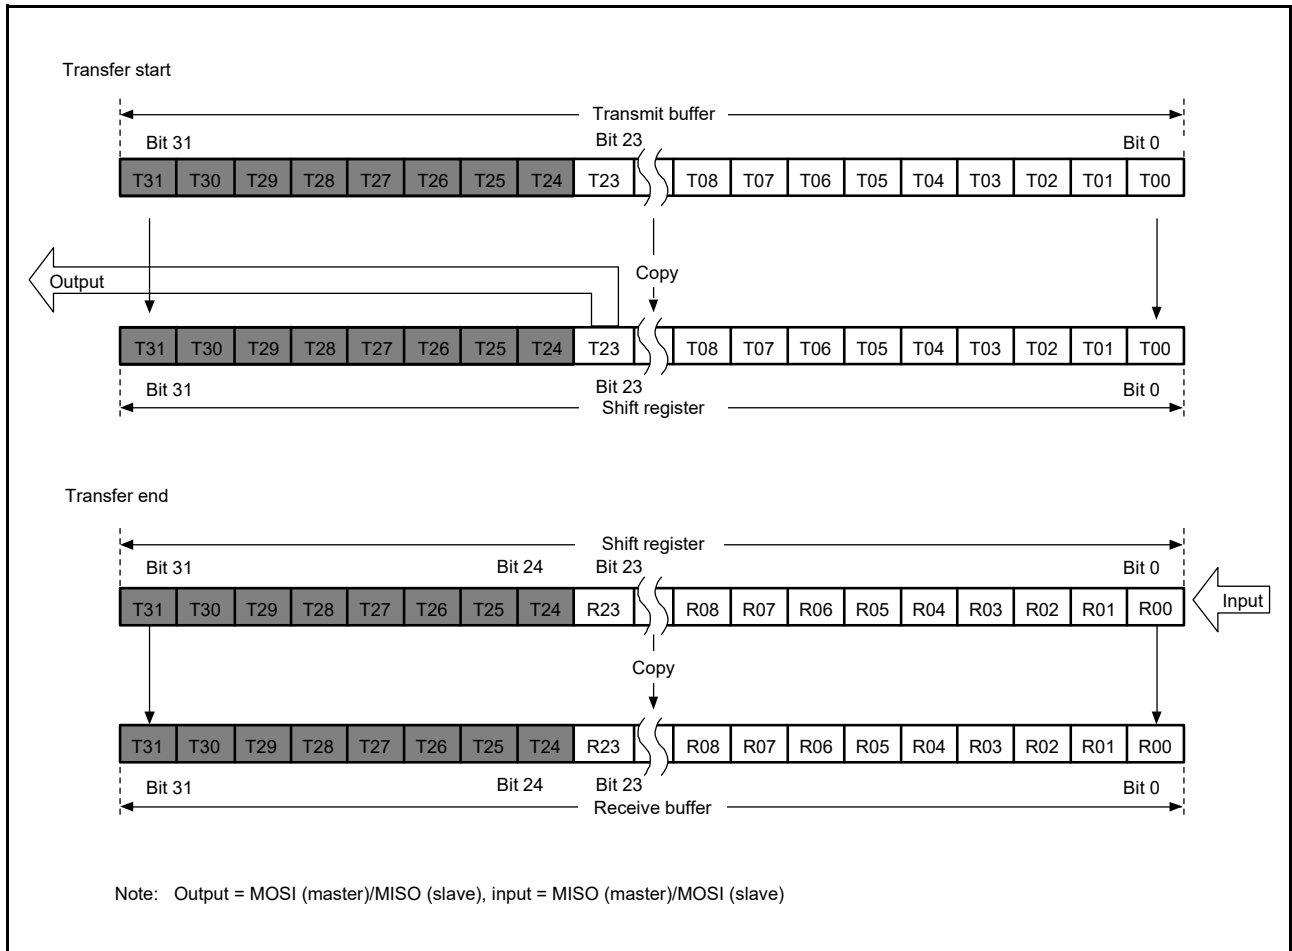 Transfer start
Transmit buffer
Bit 31 Bit 23 Bit 0
T31 T30 T29 T28 T27 T26 T25 T24 T23 T08 T07 T06 T05 T04 T03 T02 T01 T00
Output Copy
T31 T30 T29 T28 T27 T26 T25 T24 T23 T08 T07 T06 T05 T04 T03 T02 T01 T00
Bit 31 Bit 23 Bit 0
Shift register
Transfer end
Shift register
Bit 31 Bit 24 Bit 23 Bit 0
T31 T30 T29 T28 T27 T26 T25 T24 R23 R08 R07 R06 R05 R04 R03 R02 R01 R00 Input
Copy
T31 T30 T29 T28 T27 T26 T25 T24 R23 R08 R07 R06 R05 R04 R03 R02 R01 R00
Bit 31 Bit 24 Bit 23 Bit 0
Receive buffer
Note: Output = MOSI (master)/MISO (slave), input = MISO (master)/MOSI (slave)